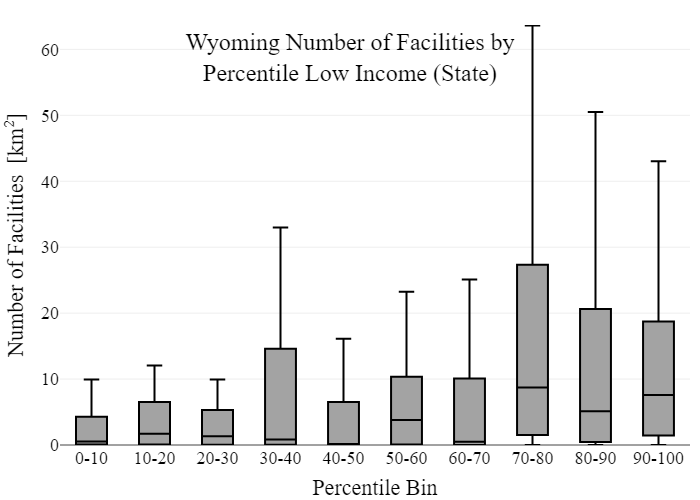 Wyoming Number of Facilities by
Percentile Low Income (State)
Number of Facilities [km²]
60
50
40
30
20
10
0
0-10 10-20 20-30 30-40 40-50 50-60 60-70 70-80 80-90 90-100
Percentile Bin